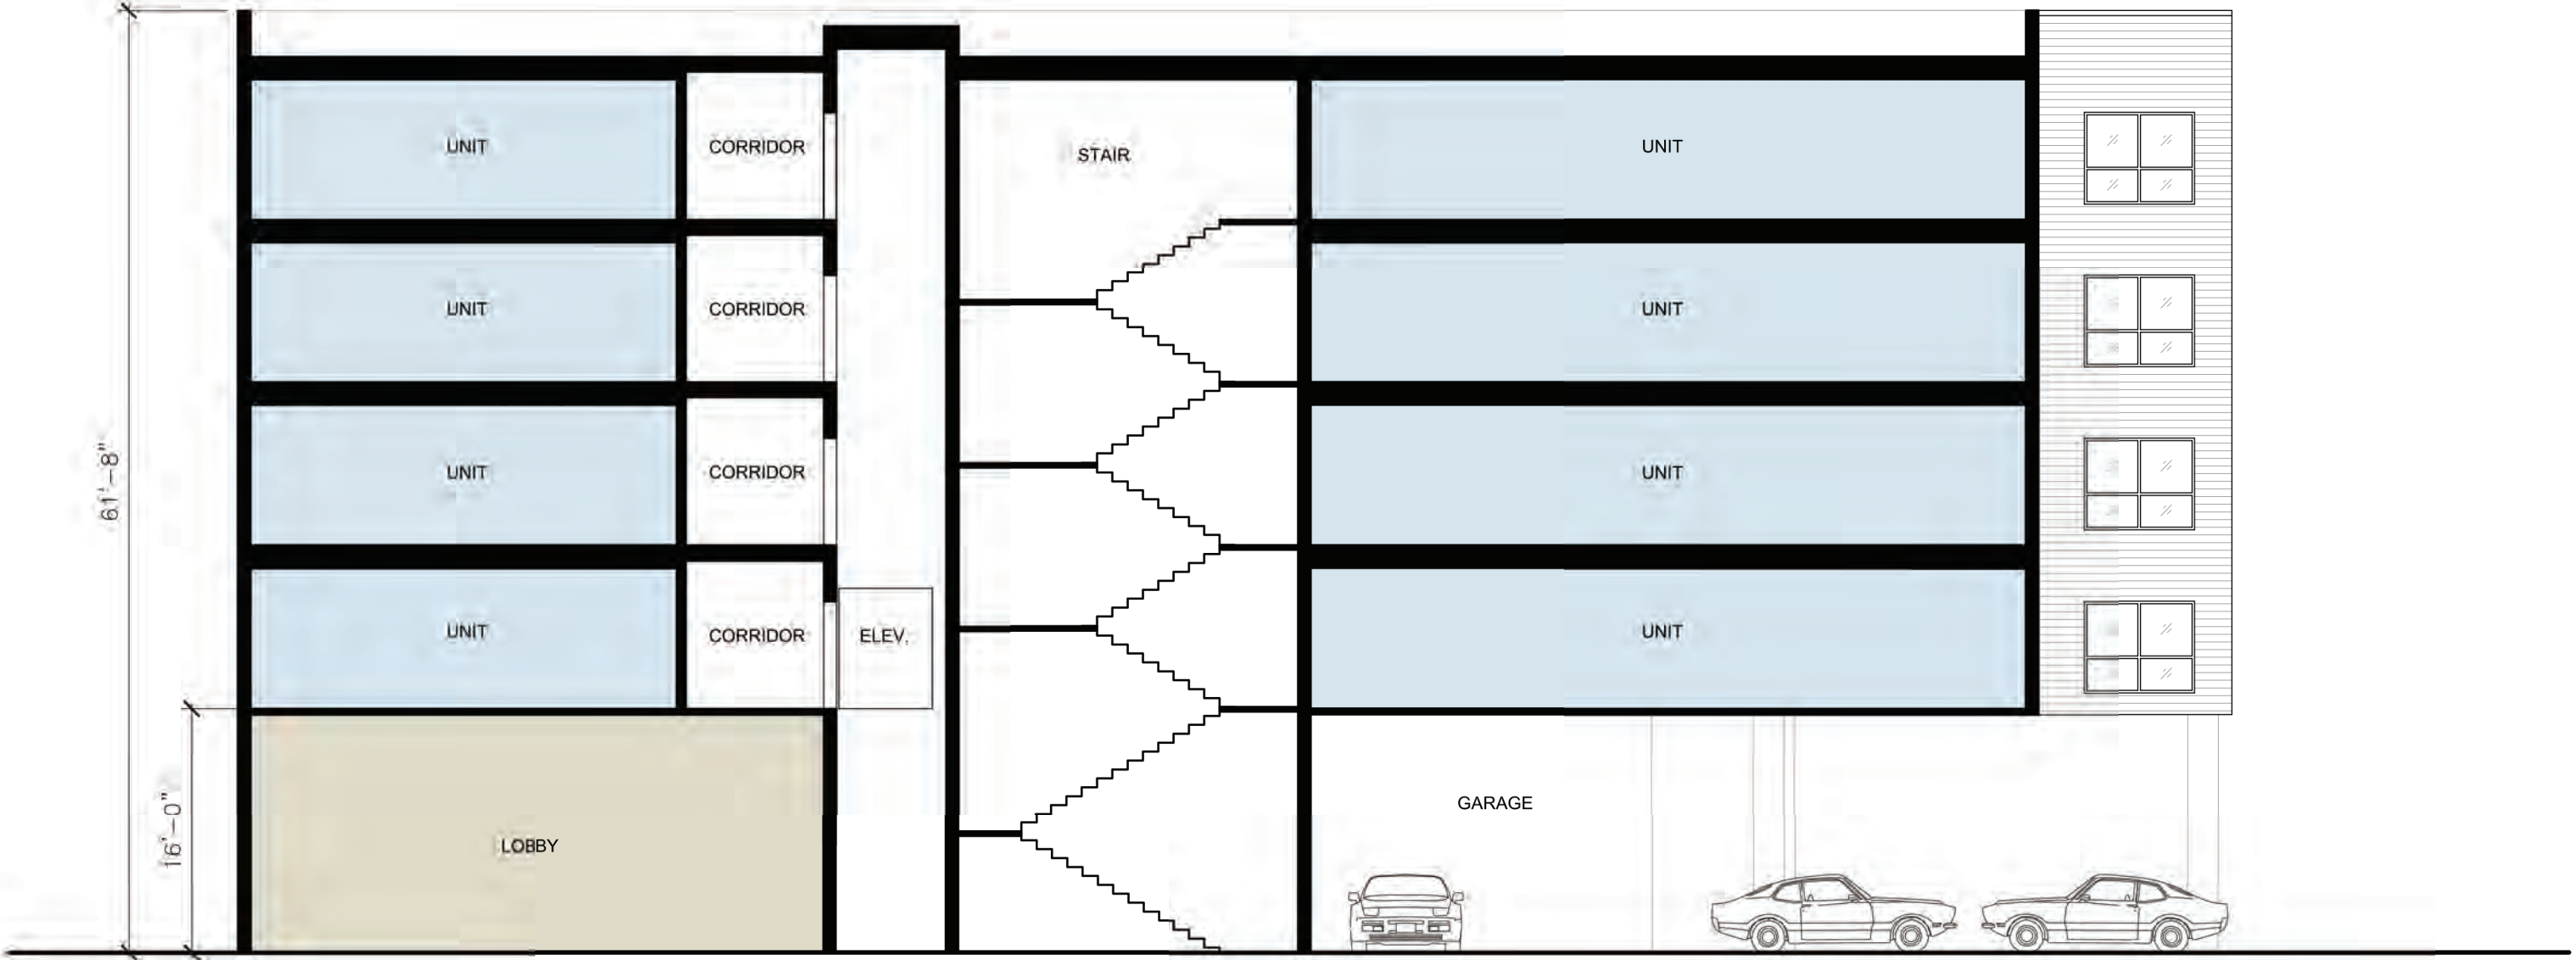 UNIT
CORRIDOR
STAIR
UNIT
UNIT
CORRIDOR
UNIT
61'-8"
UNIT
CORRIDOR
UNIT
UNIT
CORRIDOR
ELEV.
UNIT
16'-0"
LOBBY
GARAGE